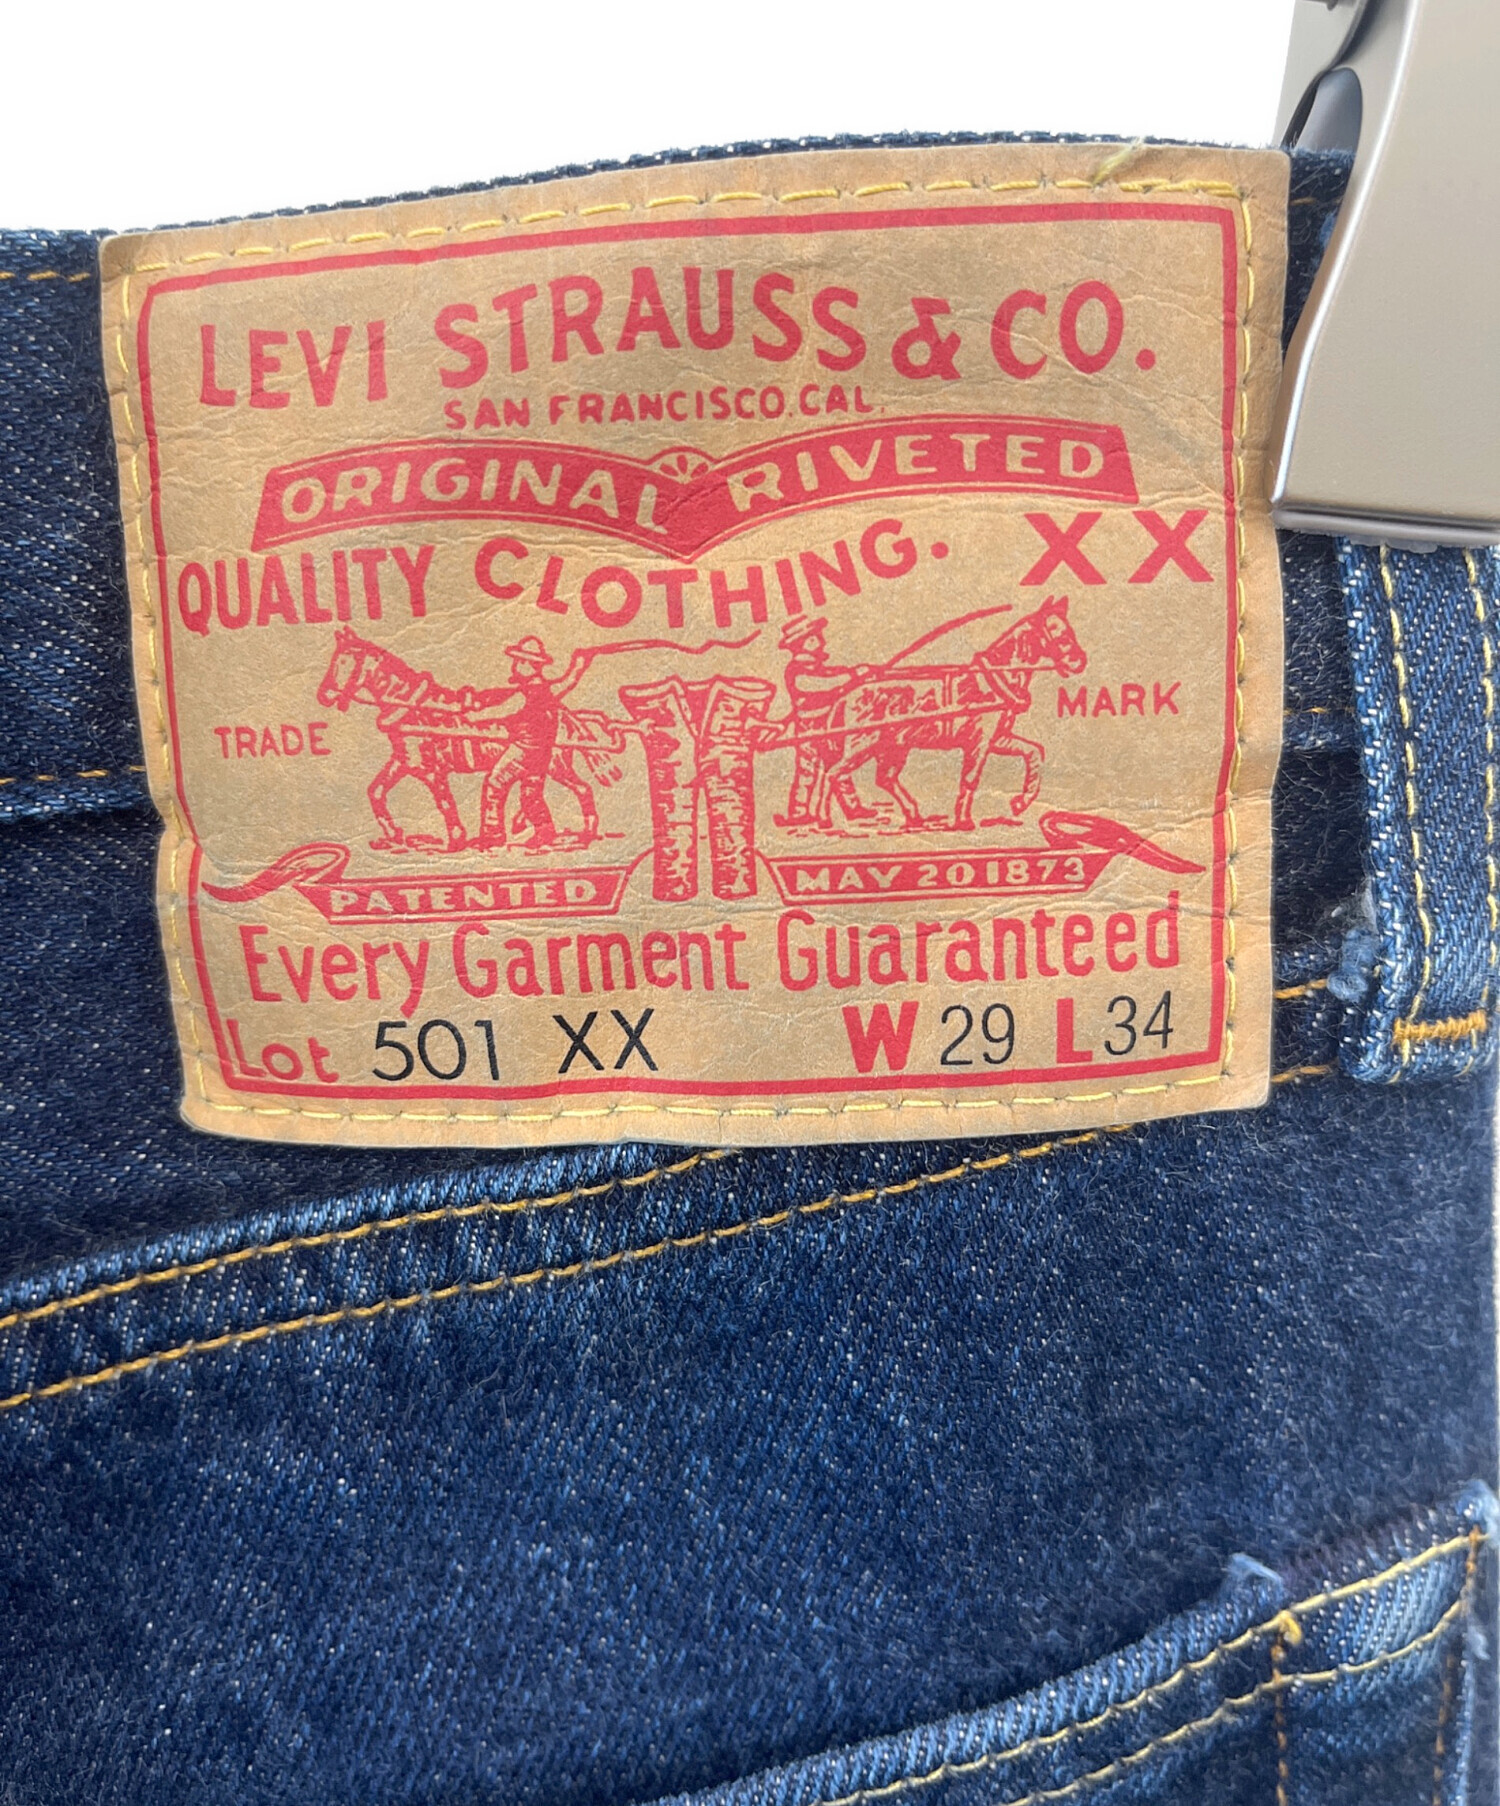 LEVI STRAUSS & CO.
SAN FRANCISCO. CAL.
ORIGINAL RIVETED
QUALITY CLOTHING. XX
TRADE MARK
PATENTED MAY 20 1873
Every Garment Guaranteed
Lot 501 XX W 29 L 34